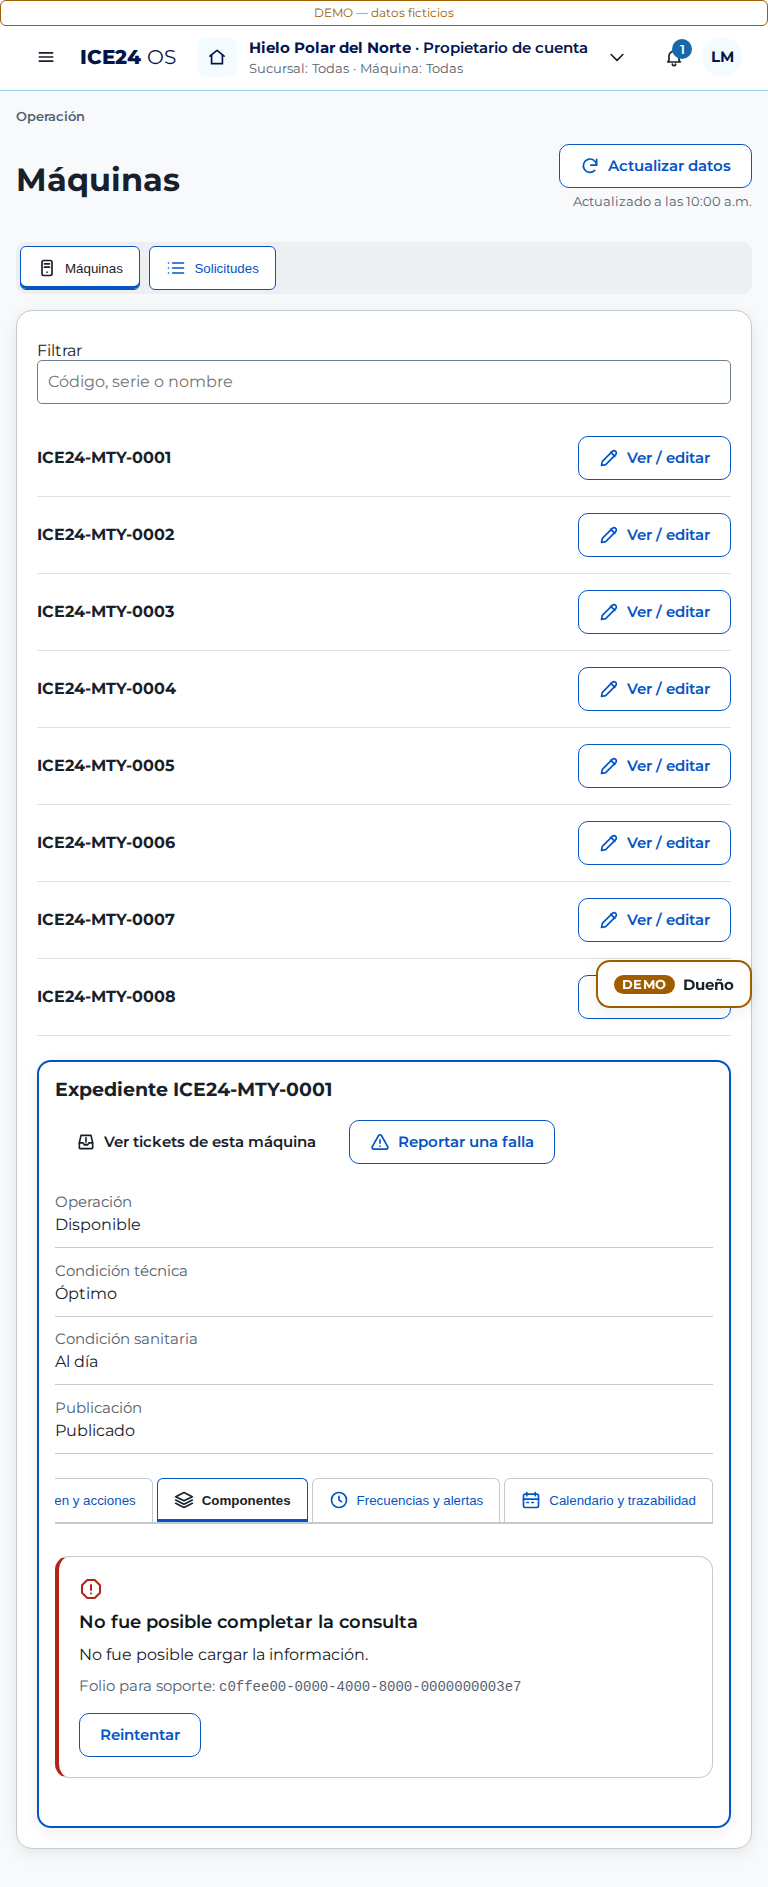 DEMO — datos ficticios
ICE24 OS
Hielo Polar del Norte · Propietario de cuenta
Sucursal: Todas · Máquina: Todas
1
LM
Operación
Máquinas
Actualizar datos
Actualizado a las 10:00 a.m.
Máquinas
Solicitudes
Filtrar
Código, serie o nombre
ICE24-MTY-0001
Ver / editar
ICE24-MTY-0002
Ver / editar
ICE24-MTY-0003
Ver / editar
ICE24-MTY-0004
Ver / editar
ICE24-MTY-0005
Ver / editar
ICE24-MTY-0006
Ver / editar
ICE24-MTY-0007
Ver / editar
ICE24-MTY-0008
DEMO Dueño
Expediente ICE24-MTY-0001
Ver tickets de esta máquina
Reportar una falla
Operación
Disponible
Condición técnica
Óptimo
Condición sanitaria
Al día
Publicación
Publicado
en y acciones
Componentes
Frecuencias y alertas
Calendario y trazabilidad
No fue posible completar la consulta
No fue posible cargar la información.
Folio para soporte: c0ffee00-0000-4000-8000-0000000003e7
Reintentar